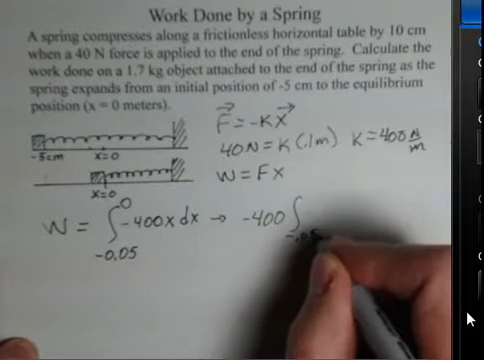 Work Done by a Spring
A spring compresses along a frictionless horizontal table by 10 cm
when a 40 N force is applied to the end of the spring. Calculate the
work done on a 1.7 kg object attached to the end of the spring as the
spring expands from an initial position of -5 cm to the equilibrium
position (x = 0 meters).
F = -KX
40N = K(.1m) K = 400 N/m
-5cm x=0
W = FX
x=0
W = ∫ -0.05 0 -400x dx → -400 ∫ -.05